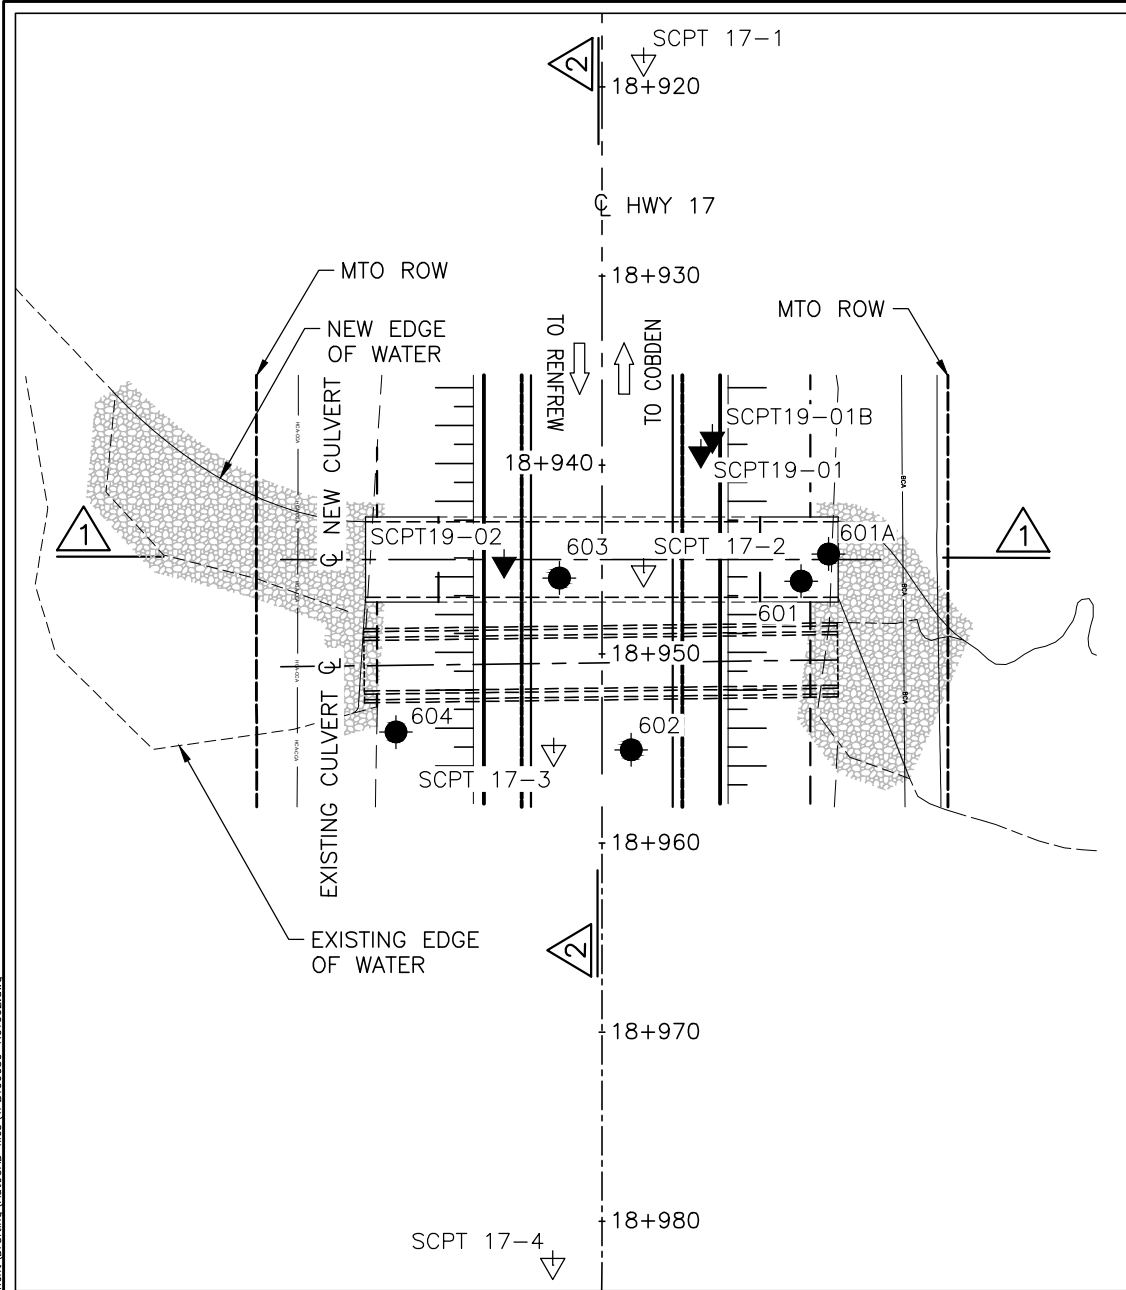 SCPT 17-1
2
18+920
℄ HWY 17
MTO ROW
18+930
NEW EDGE
OF WATER
MTO ROW
TO RENFREW
TO COBDEN
SCPT19-01B
18+940
SCPT19-01
℄ NEW CULVERT
1
SCPT19-02
603
SCPT 17-2
601A
1
601
18+950
EXISTING CULVERT ℄
604
602
SCPT 17-3
BCA
BCA
BCA
18+960
2
EXISTING EDGE
OF WATER
18+970
18+980
SCPT 17-4